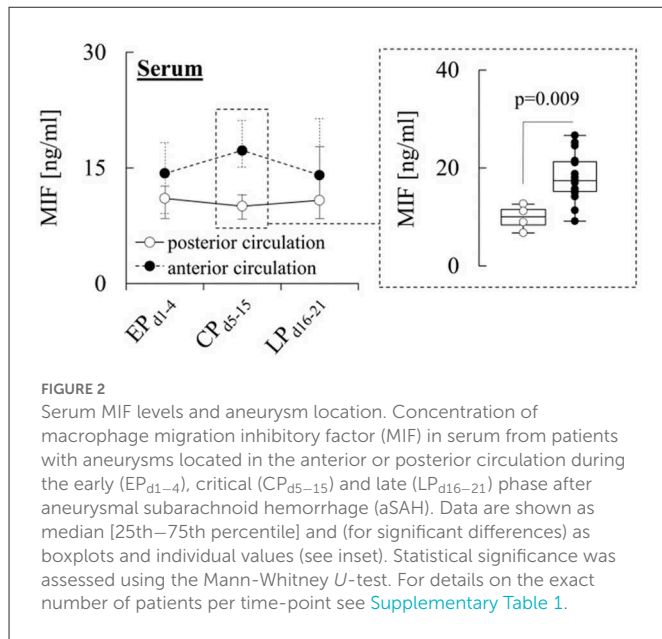 30
Serum
MIF [ng/ml]
15
0
posterior circulation
anterior circulation
EP d1-4
CP d5-15
LP d16-21
40
p=0.009
MIF [ng/ml]
20
0
FIGURE 2
Serum MIF levels and aneurysm location. Concentration of
macrophage migration inhibitory factor (MIF) in serum from patients
with aneurysms located in the anterior or posterior circulation during
the early (EPd1–4), critical (CPd5–15) and late (LPd16–21) phase after
aneurysmal subarachnoid hemorrhage (aSAH). Data are shown as
median [25th–75th percentile] and (for significant differences) as
boxplots and individual values (see inset). Statistical significance was
assessed using the Mann-Whitney U-test. For details on the exact
number of patients per time-point see Supplementary Table 1.